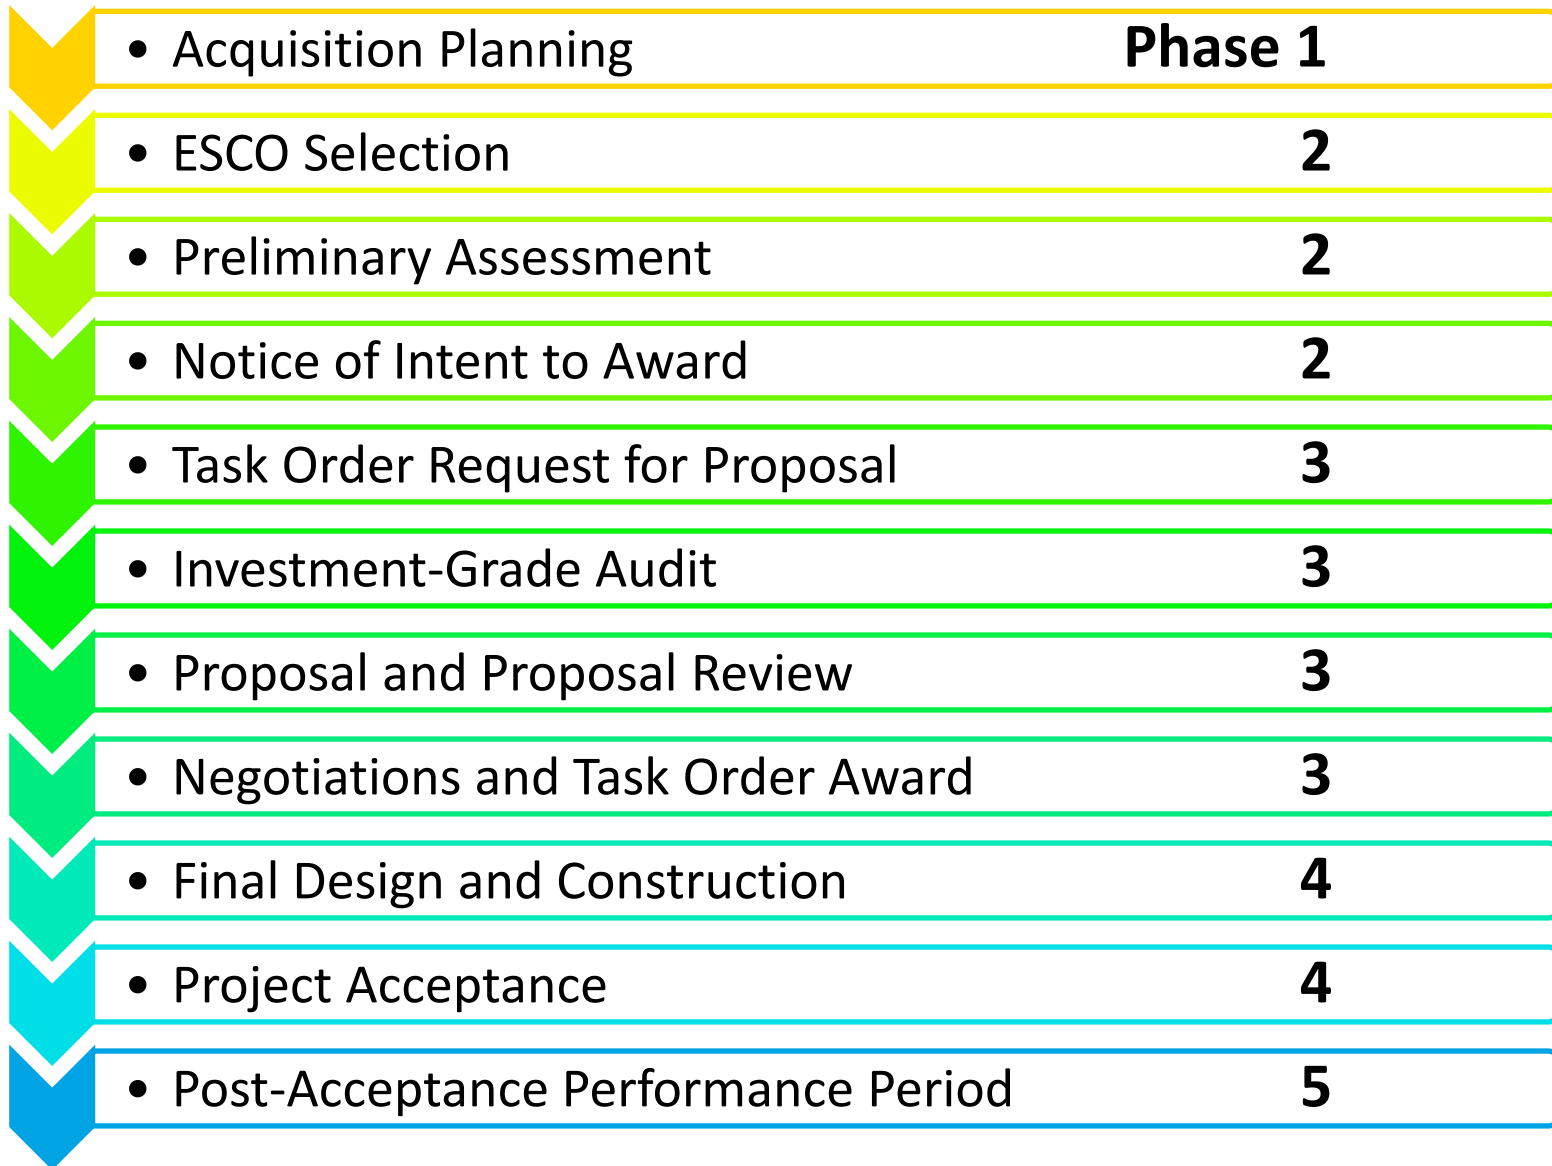 • Acquisition Planning Phase 1
• ESCO Selection 2
• Preliminary Assessment 2
• Notice of Intent to Award 2
• Task Order Request for Proposal 3
• Investment-Grade Audit 3
• Proposal and Proposal Review 3
• Negotiations and Task Order Award 3
• Final Design and Construction 4
• Project Acceptance 4
• Post-Acceptance Performance Period 5